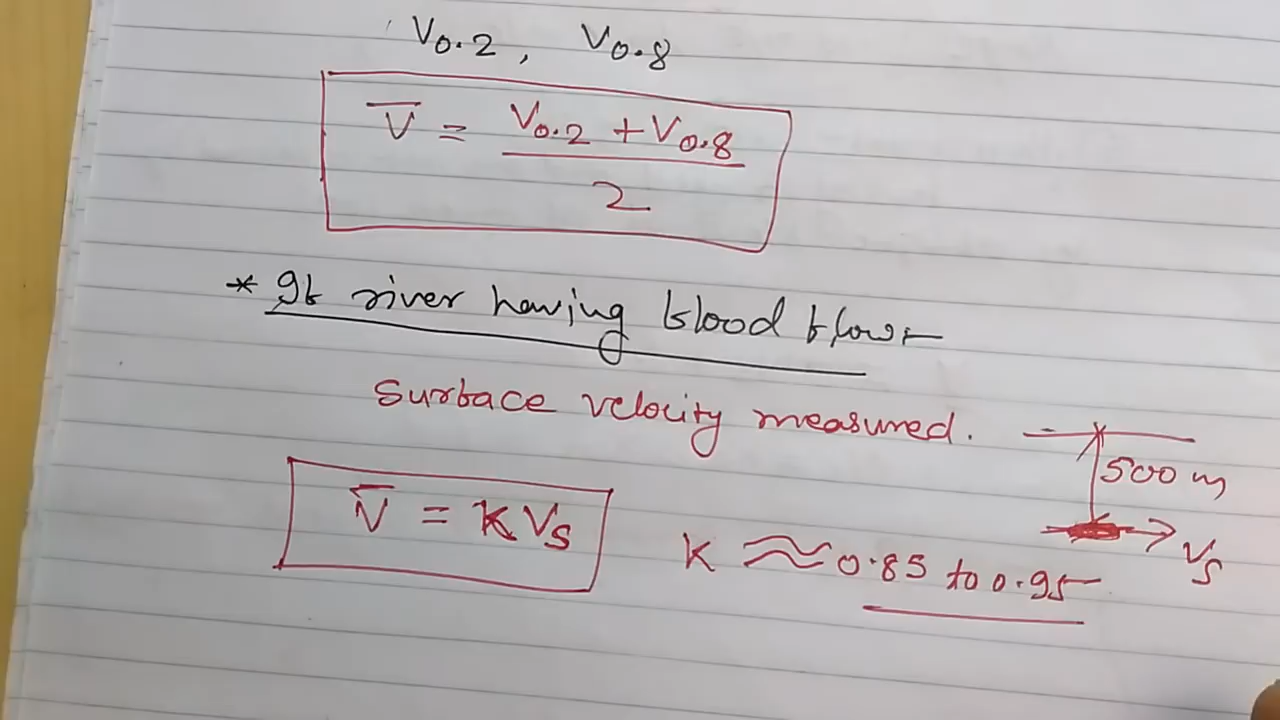 V0.2, V0.8
V̅ = (V0.2 + V0.8) / 2
* If river having flood flow
Surface velocity measured.
500 m
V̅ = K Vs
K ≈ 0.85 to 0.95
Vs